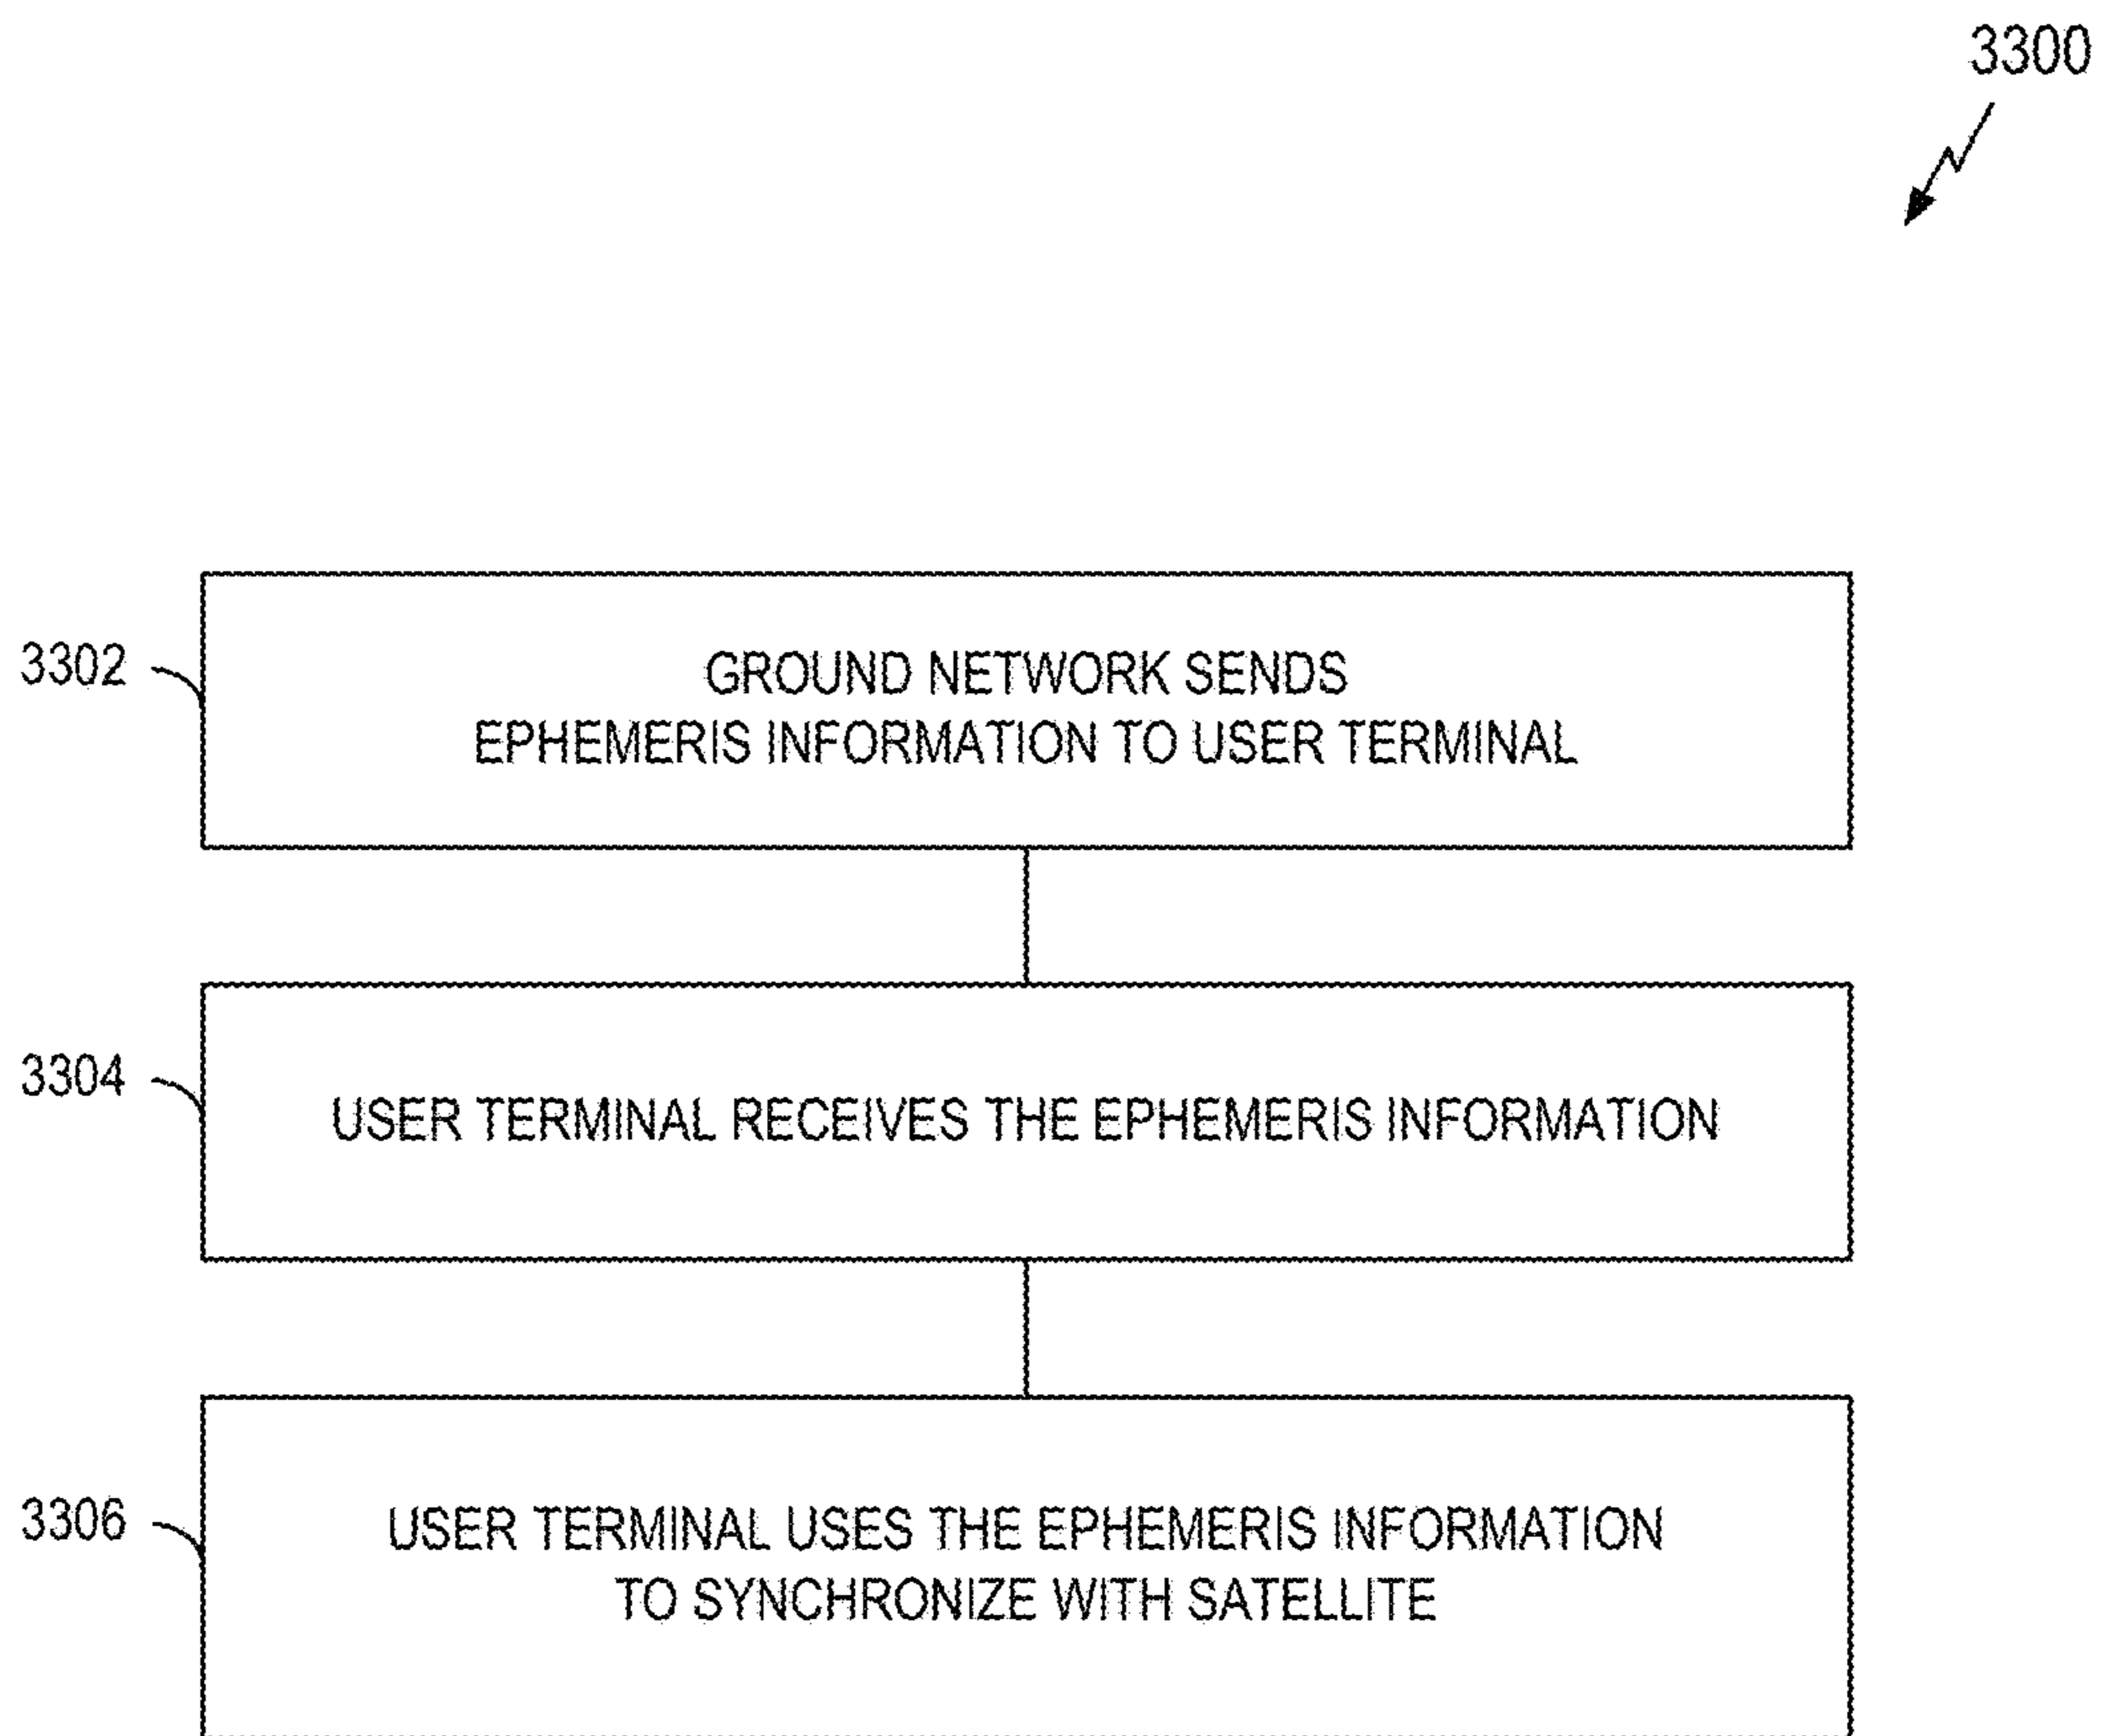 3300
3302
GROUND NETWORK SENDS
EPHEMERIS INFORMATION TO USER TERMINAL
3304
USER TERMINAL RECEIVES THE EPHEMERIS INFORMATION
3306
USER TERMINAL USES THE EPHEMERIS INFORMATION
TO SYNCHRONIZE WITH SATELLITE